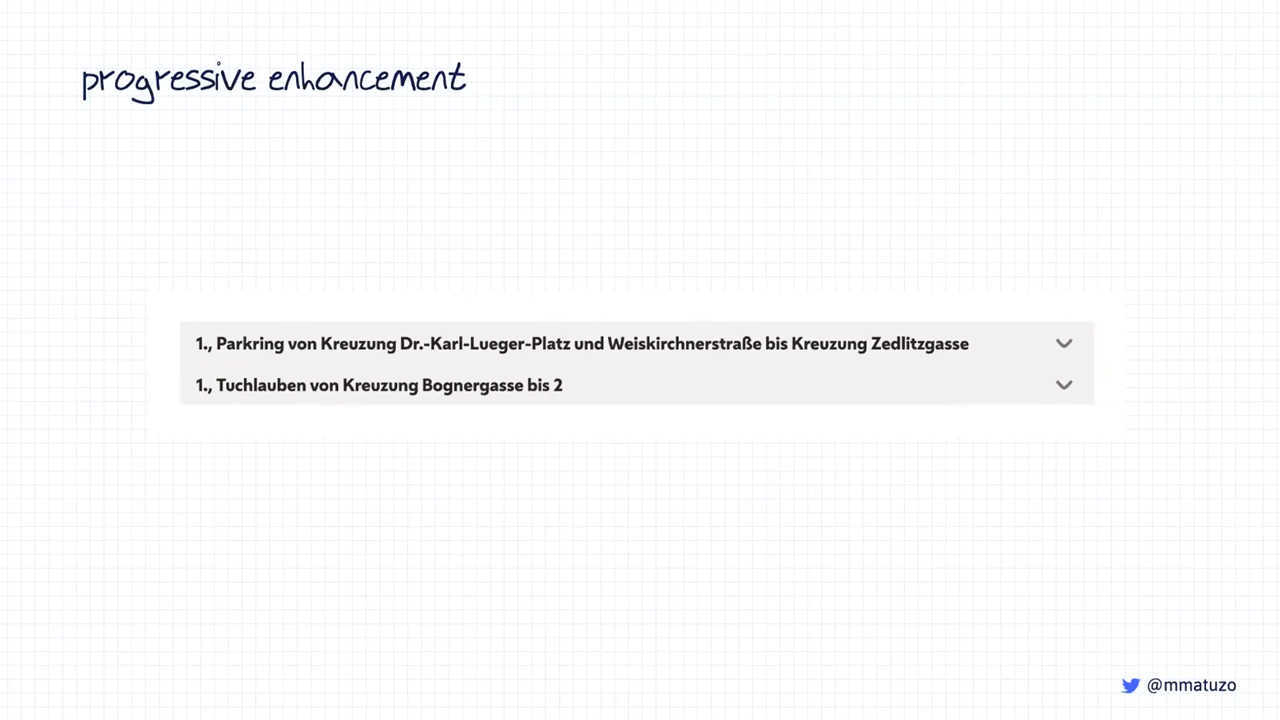 progressive enhancement
1., Parkring von Kreuzung Dr.-Karl-Lueger-Platz und Weiskirchnerstraße bis Kreuzung Zedlitzgasse
1., Tuchlauben von Kreuzung Bognergasse bis 2
@mmatuzo